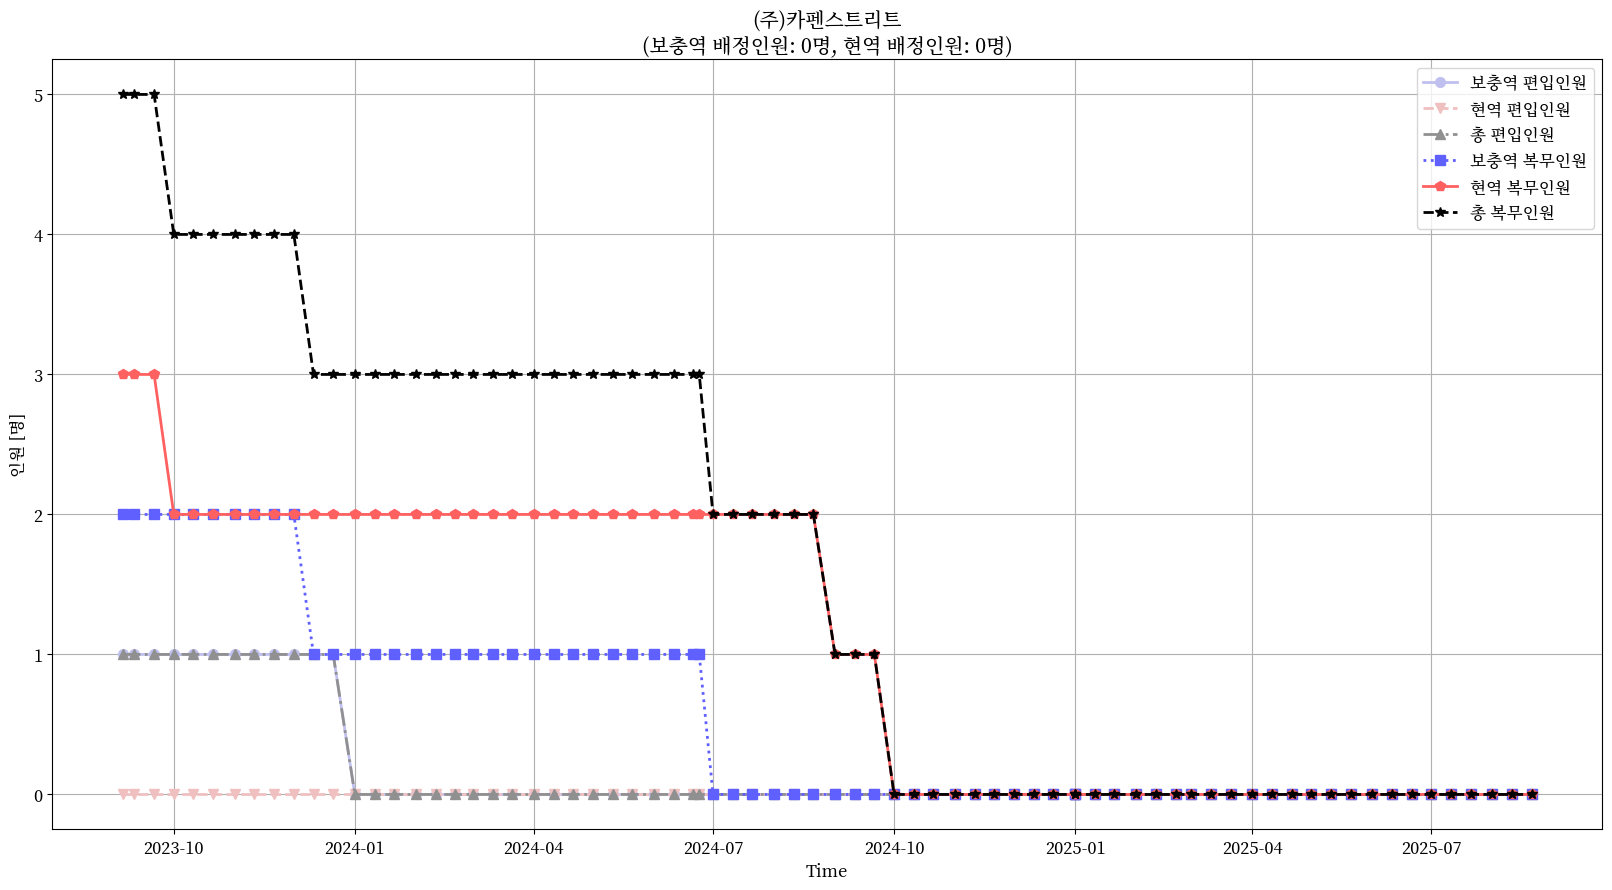 (주)카펜스트리트
(보충역 배정인원: 0명, 현역 배정인원: 0명)
보충역 편입인원
현역 편입인원
총 편입인원
보충역 복무인원
현역 복무인원
총 복무인원
인원 [명]
5
4
3
2
1
0
2023-10
2024-01
2024-04
2024-07
2024-10
2025-01
2025-04
2025-07
Time